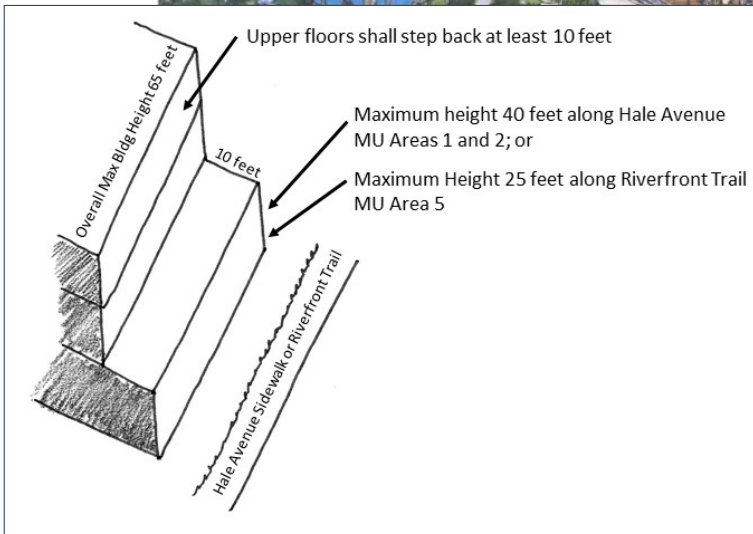 Upper floors shall step back at least 10 feet
Overall Max Bldg Height 65 feet
10 feet
Maximum height 40 feet along Hale Avenue
MU Areas 1 and 2; or
Maximum Height 25 feet along Riverfront Trail
MU Area 5
Hale Avenue Sidewalk or Riverfront Trail